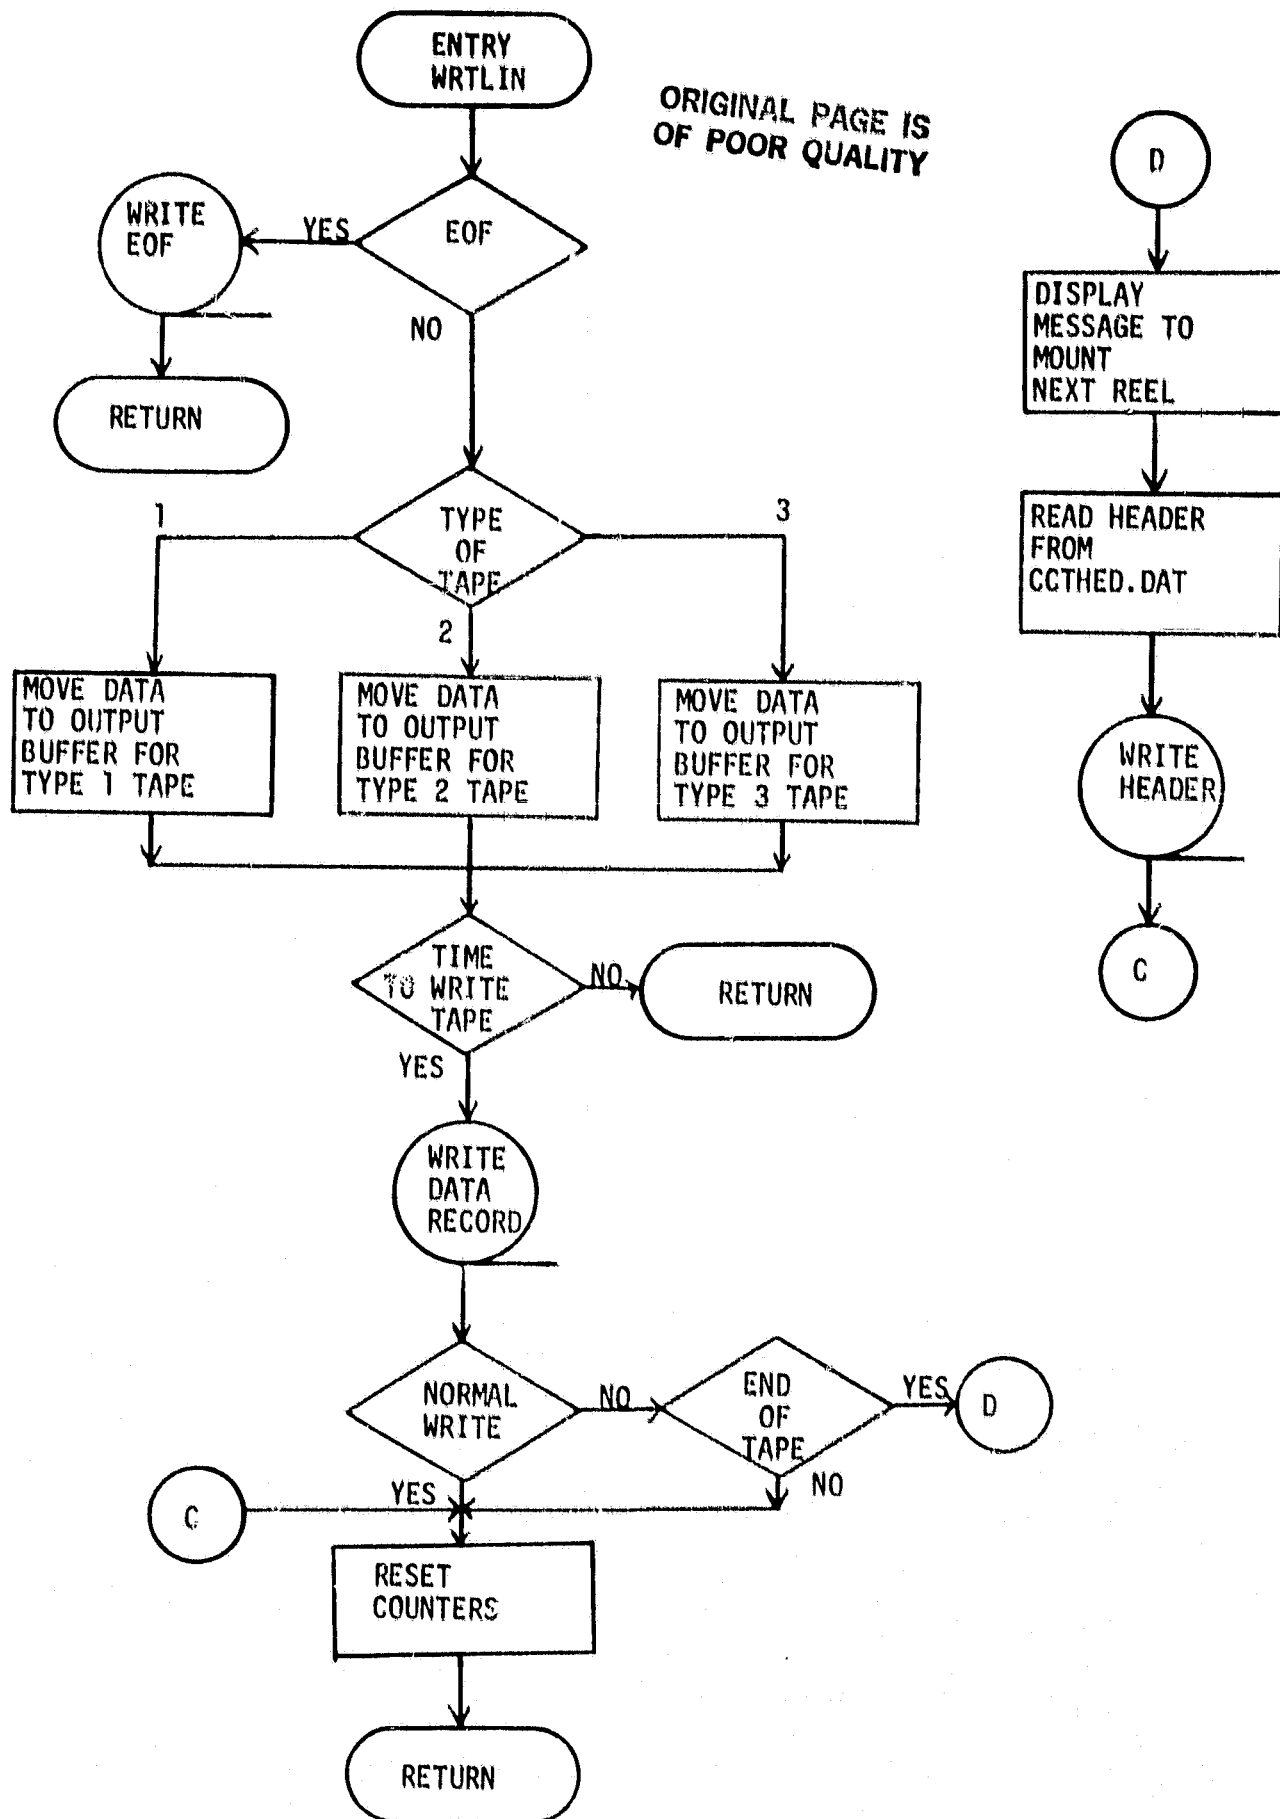 ENTRY
WRTLIN
ORIGINAL PAGE IS
OF POOR QUALITY
EOF
YES
WRITE
EOF
RETURN
NO
TYPE
OF
TAPE
1
2
3
MOVE DATA
TO OUTPUT
BUFFER FOR
TYPE 1 TAPE
MOVE DATA
TO OUTPUT
BUFFER FOR
TYPE 2 TAPE
MOVE DATA
TO OUTPUT
BUFFER FOR
TYPE 3 TAPE
TIME
TO WRITE
TAPE
NO
RETURN
YES
WRITE
DATA
RECORD
NORMAL
WRITE
NO
END
OF
TAPE
YES
D
NO
YES
C
RESET
COUNTERS
RETURN
D
DISPLAY
MESSAGE TO
MOUNT
NEXT REEL
READ HEADER
FROM
CCTHED.DAT
WRITE
HEADER
C